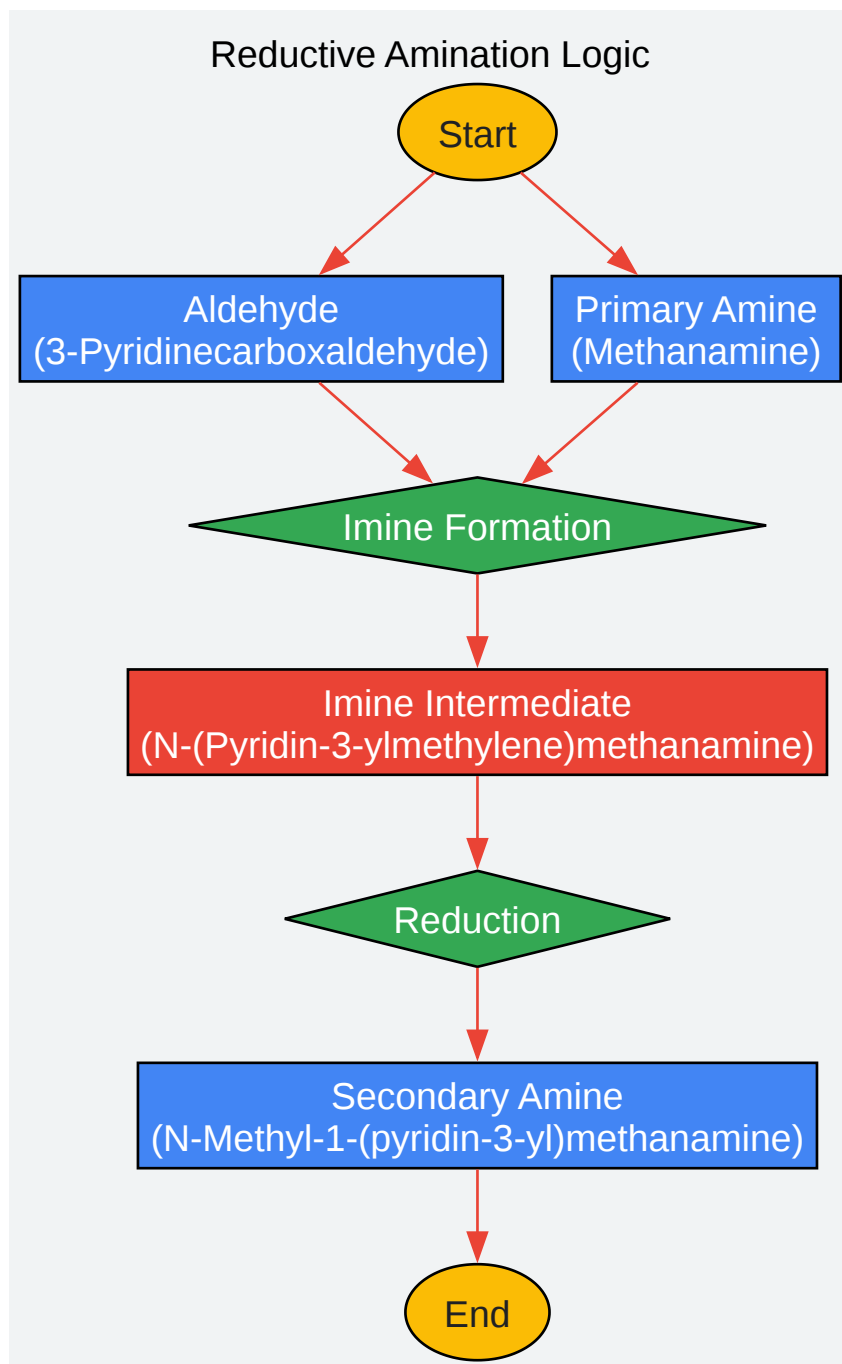 Reductive Amination Logic
Start
Aldehyde
(3-Pyridinecarboxaldehyde)
Primary Amine
(Methanamine)
Imine Formation
Imine Intermediate
(N-(Pyridin-3-ylmethylene)methanamine)
Reduction
Secondary Amine
(N-Methyl-1-(pyridin-3-yl)methanamine)
End